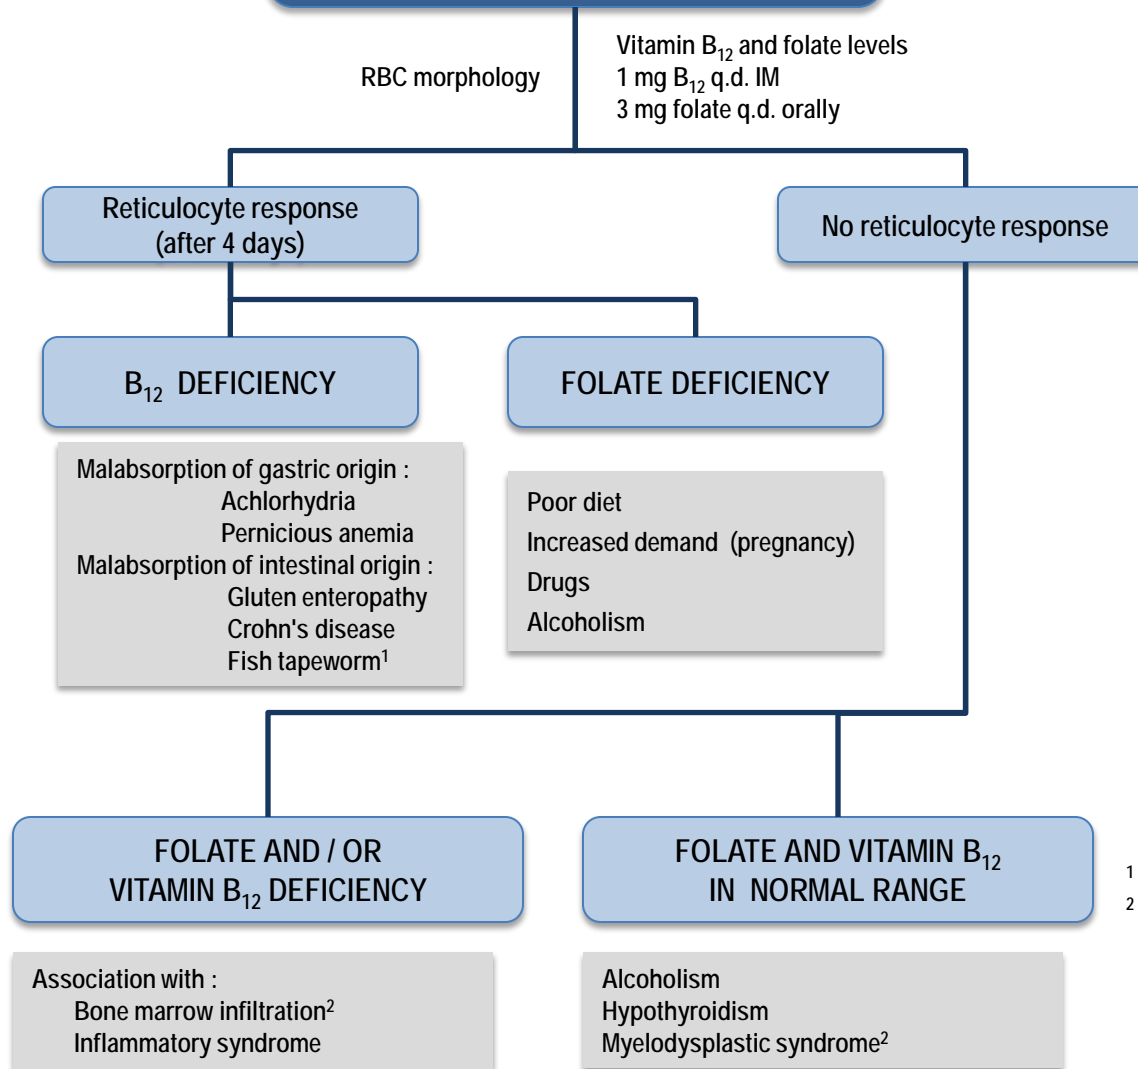 RBC morphology
Vitamin B₁₂ and folate levels
1 mg B₁₂ q.d. IM
3 mg folate q.d. orally
Reticulocyte response
(after 4 days)
No reticulocyte response
B₁₂ DEFICIENCY
FOLATE DEFICIENCY
Malabsorption of gastric origin :
Achlorhydria
Pernicious anemia
Malabsorption of intestinal origin :
Gluten enteropathy
Crohn's disease
Fish tapeworm¹
Poor diet
Increased demand (pregnancy)
Drugs
Alcoholism
FOLATE AND / OR
VITAMIN B₁₂ DEFICIENCY
FOLATE AND VITAMIN B₁₂
IN NORMAL RANGE
1
2
Association with :
Bone marrow infiltration²
Inflammatory syndrome
Alcoholism
Hypothyroidism
Myelodysplastic syndrome²